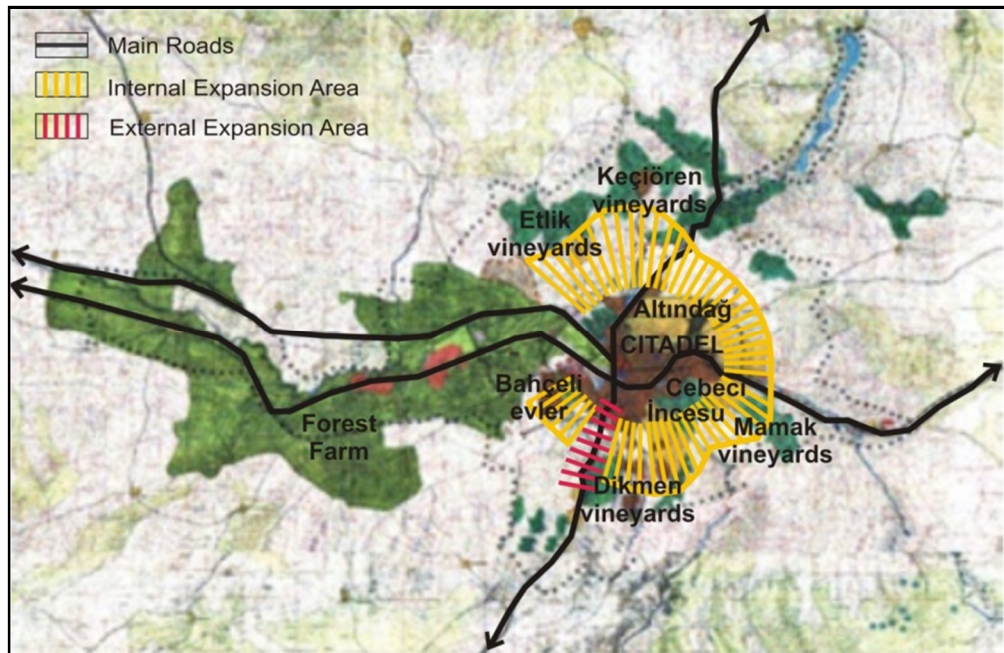 Main Roads
Internal Expansion Area
External Expansion Area
Keçiören
vineyards
Etlik
vineyards
Altındağ
CITADEL
Bahçeli
evler
Cebeci
İncesu
Forest
Farm
Mamak
vineyards
Dikmen
vineyards